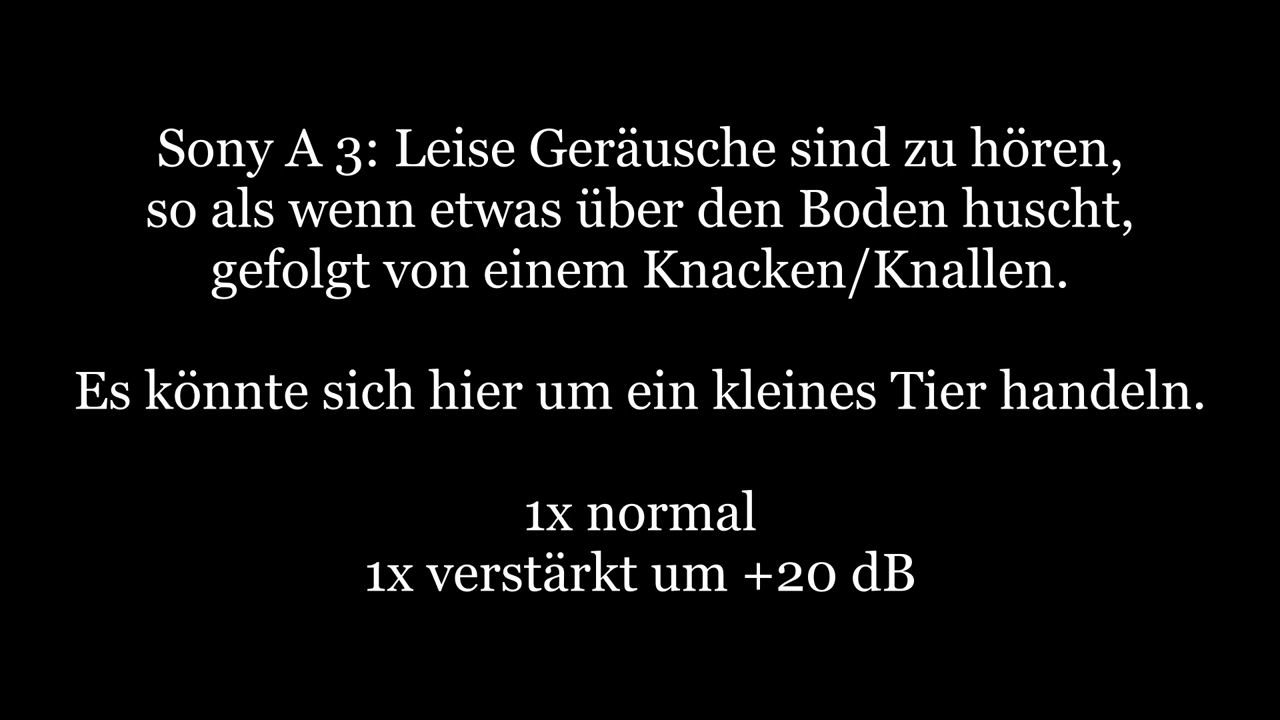 Sony A 3: Leise Geräusche sind zu hören,
so als wenn etwas über den Boden huscht,
gefolgt von einem Knacken/Knallen.
Es könnte sich hier um ein kleines Tier handeln.
1x normal
1x verstärkt um +20 dB